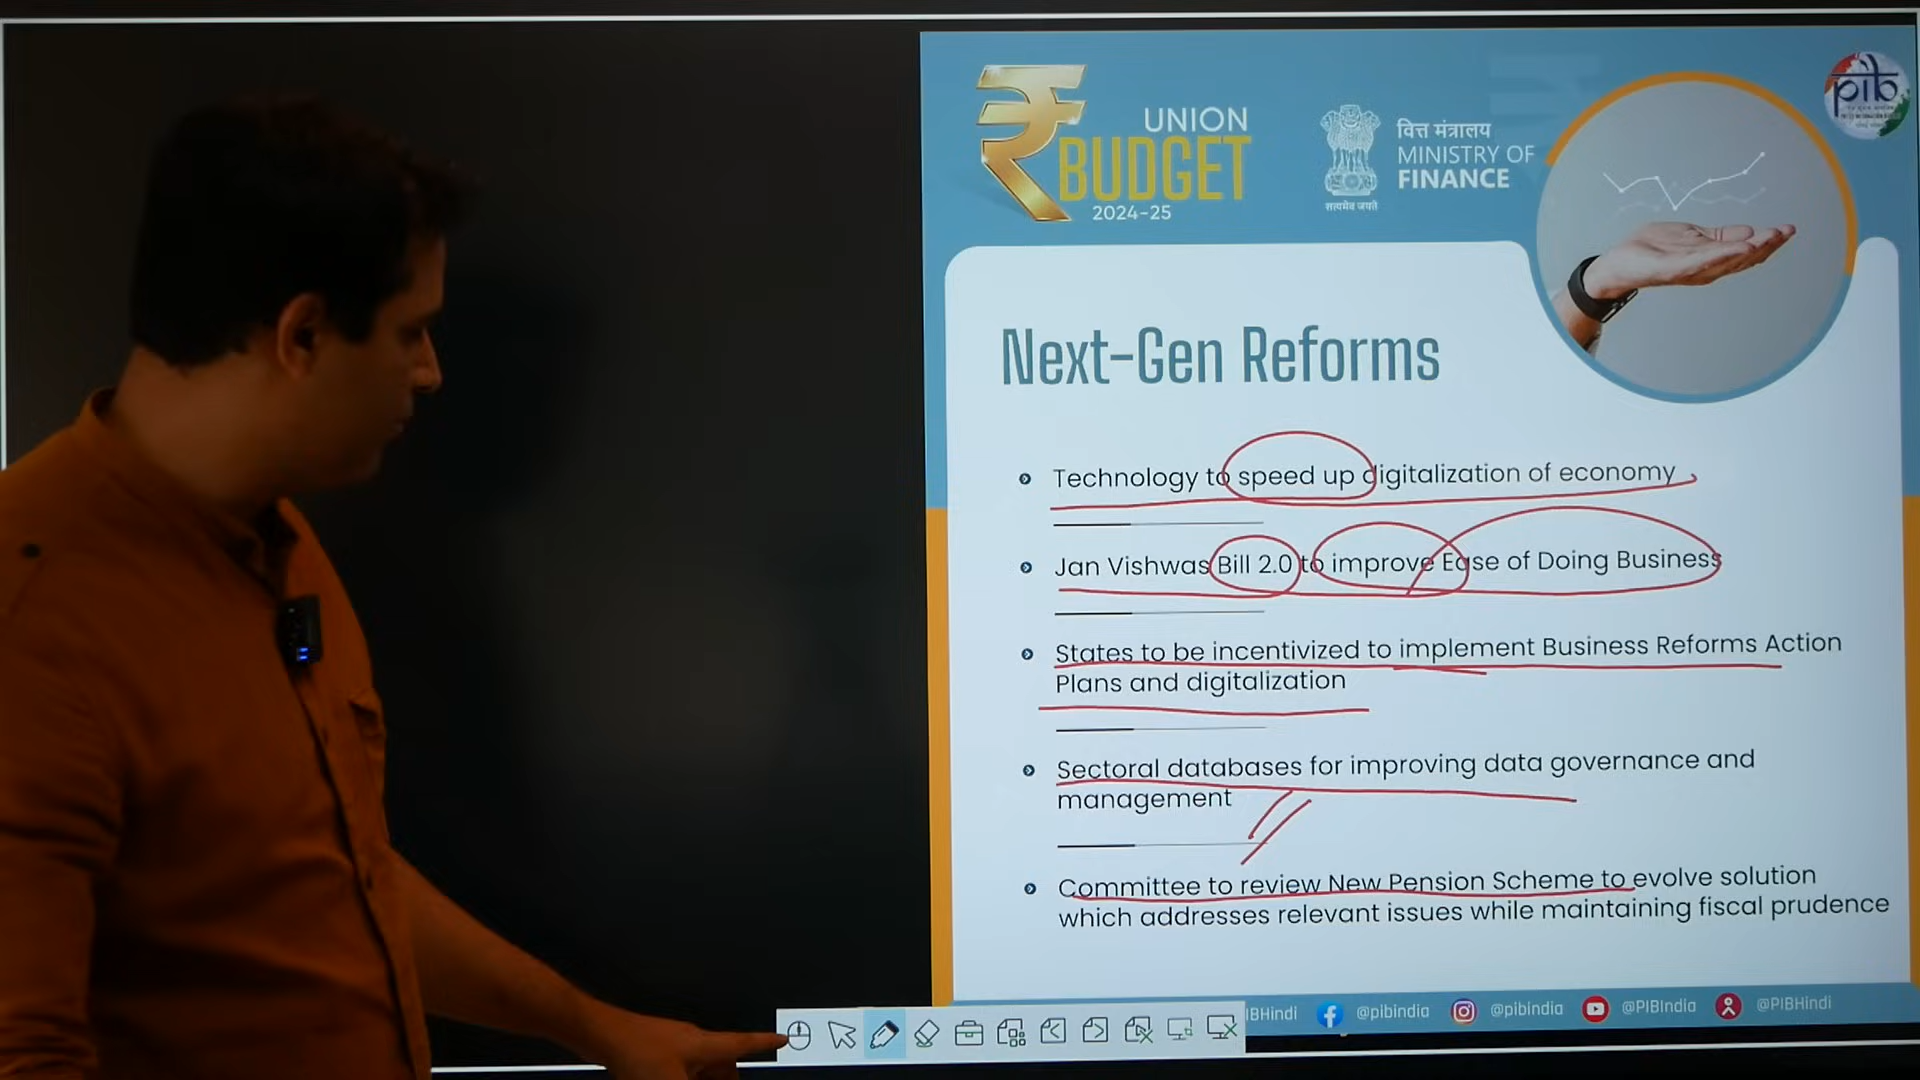 UNION
BUDGET
2024-25
वित्त मंत्रालय
MINISTRY OF
FINANCE
सत्यमेव जयते
pib
Next-Gen Reforms
Technology to speed up digitalization of economy
Jan Vishwas Bill 2.0 to improve Ease of Doing Business
States to be incentivized to implement Business Reforms Action
Plans and digitalization
Sectoral databases for improving data governance and
management
Committee to review New Pension Scheme to evolve solution
which addresses relevant issues while maintaining fiscal prudence
IBHindi @pibindia @pibindia @PIBIndia @PIBHindi